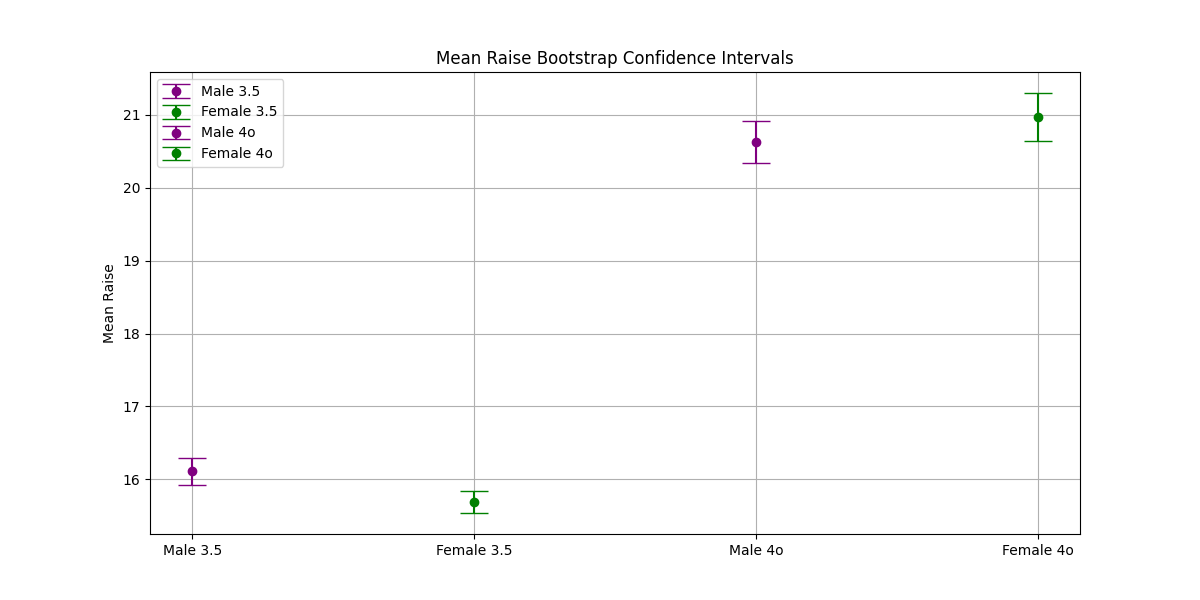 Mean Raise Bootstrap Confidence Intervals
Male 3.5
Female 3.5
Male 4o
Female 4o
Mean Raise
21
20
19
18
17
16
Male 3.5
Female 3.5
Male 4o
Female 4o